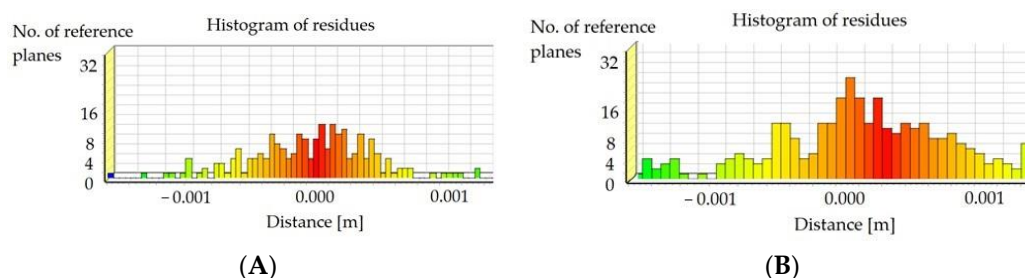 Histogram of residues
No. of reference
planes
32
16
8
4
0
−0.001
0.000
0.001
Distance [m]
(A)
Histogram of residues
No. of reference
planes
32
16
8
4
0
−0.001
0.000
0.001
Distance [m]
(B)